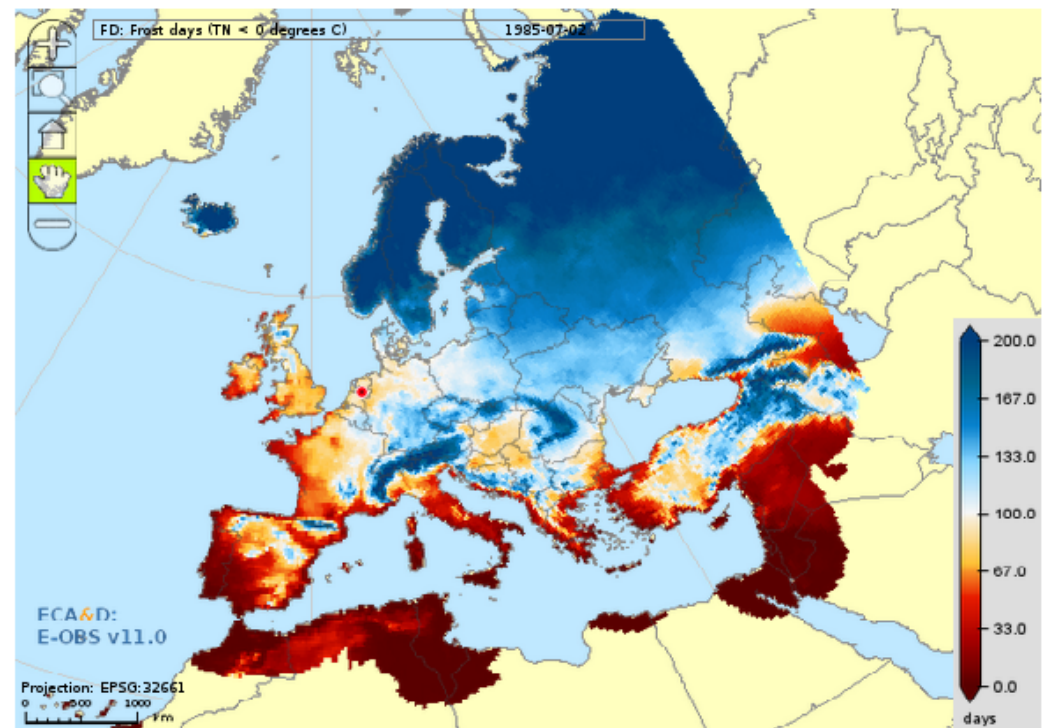 FD: Frost days (TN < 0 degrees C) 1985-07-02
200.0
167.0
133.0
100.0
67.0
33.0
0.0
days
ECA&D:
E-OBS v11.0
Projection: EPSG:32661
0 500 1000
km